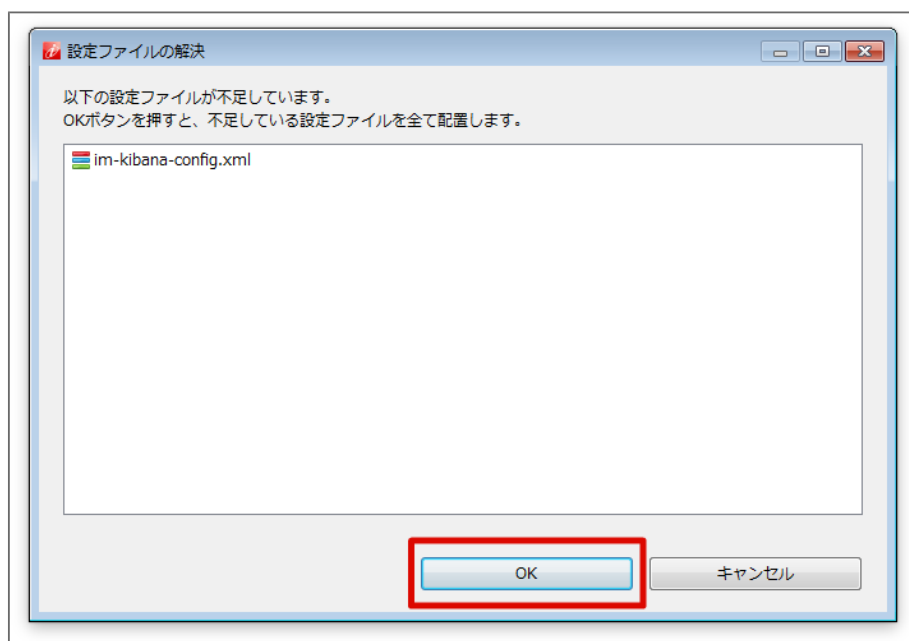 設定ファイルの解決
以下の設定ファイルが不足しています。
OKボタンを押すと、不足している設定ファイルを全て配置します。
im-kibana-config.xml
OK
キャンセル